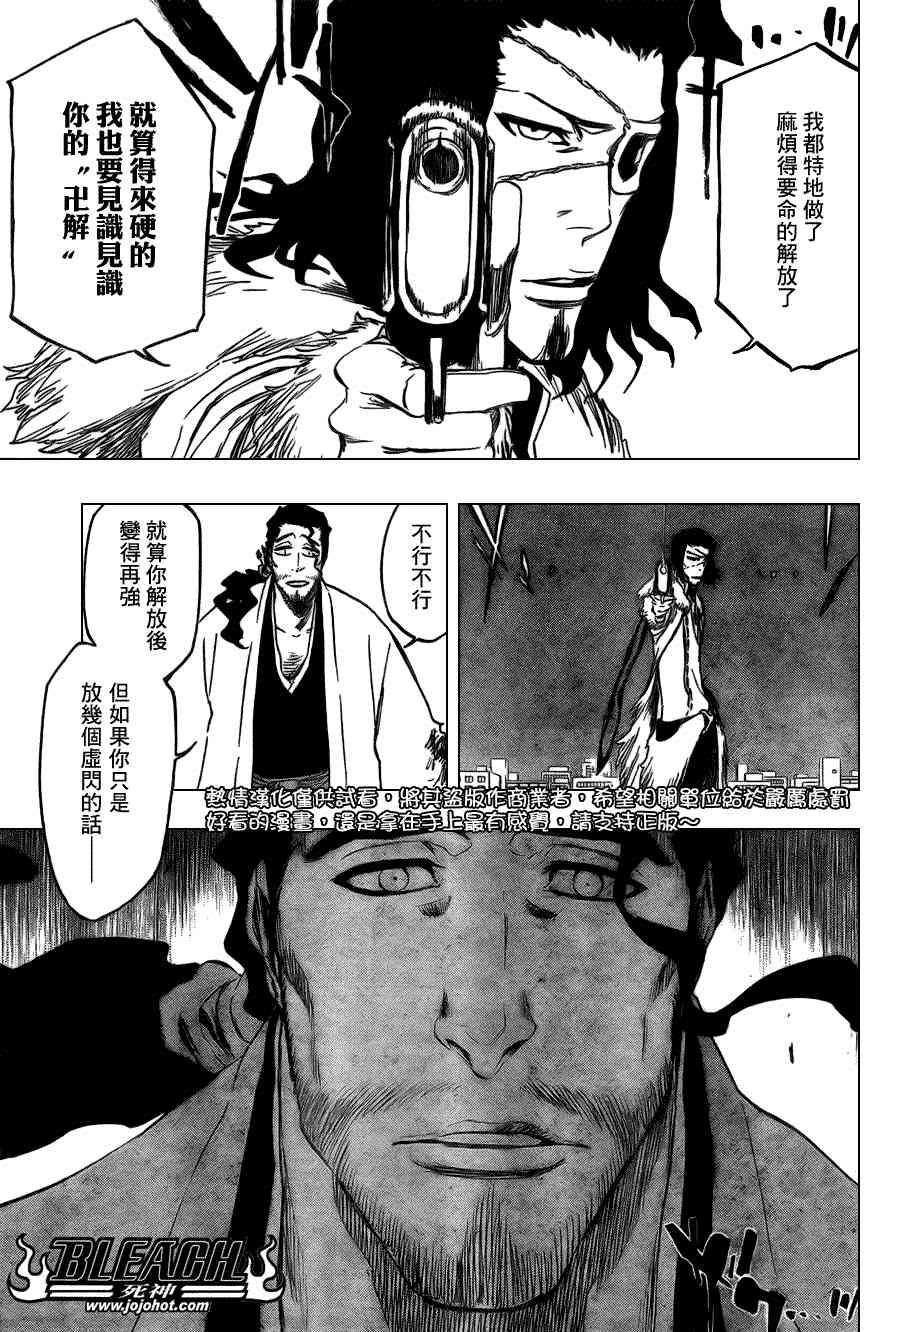 我都特地做了
麻煩得要命的解放了
就算得來硬的
我也要見識見識
你的〝卍解〞
不行不行
就算你解放後
變得再強
但如果你只是
放幾個虛閃的話
——
熱情漢化僅供試看，將其盜版作商業者，希望相關單位給於嚴厲處罰
好看的漫畫，還是拿在手上最有感覺，請支持正版～
BLEACH
死神
www.jojohot.com